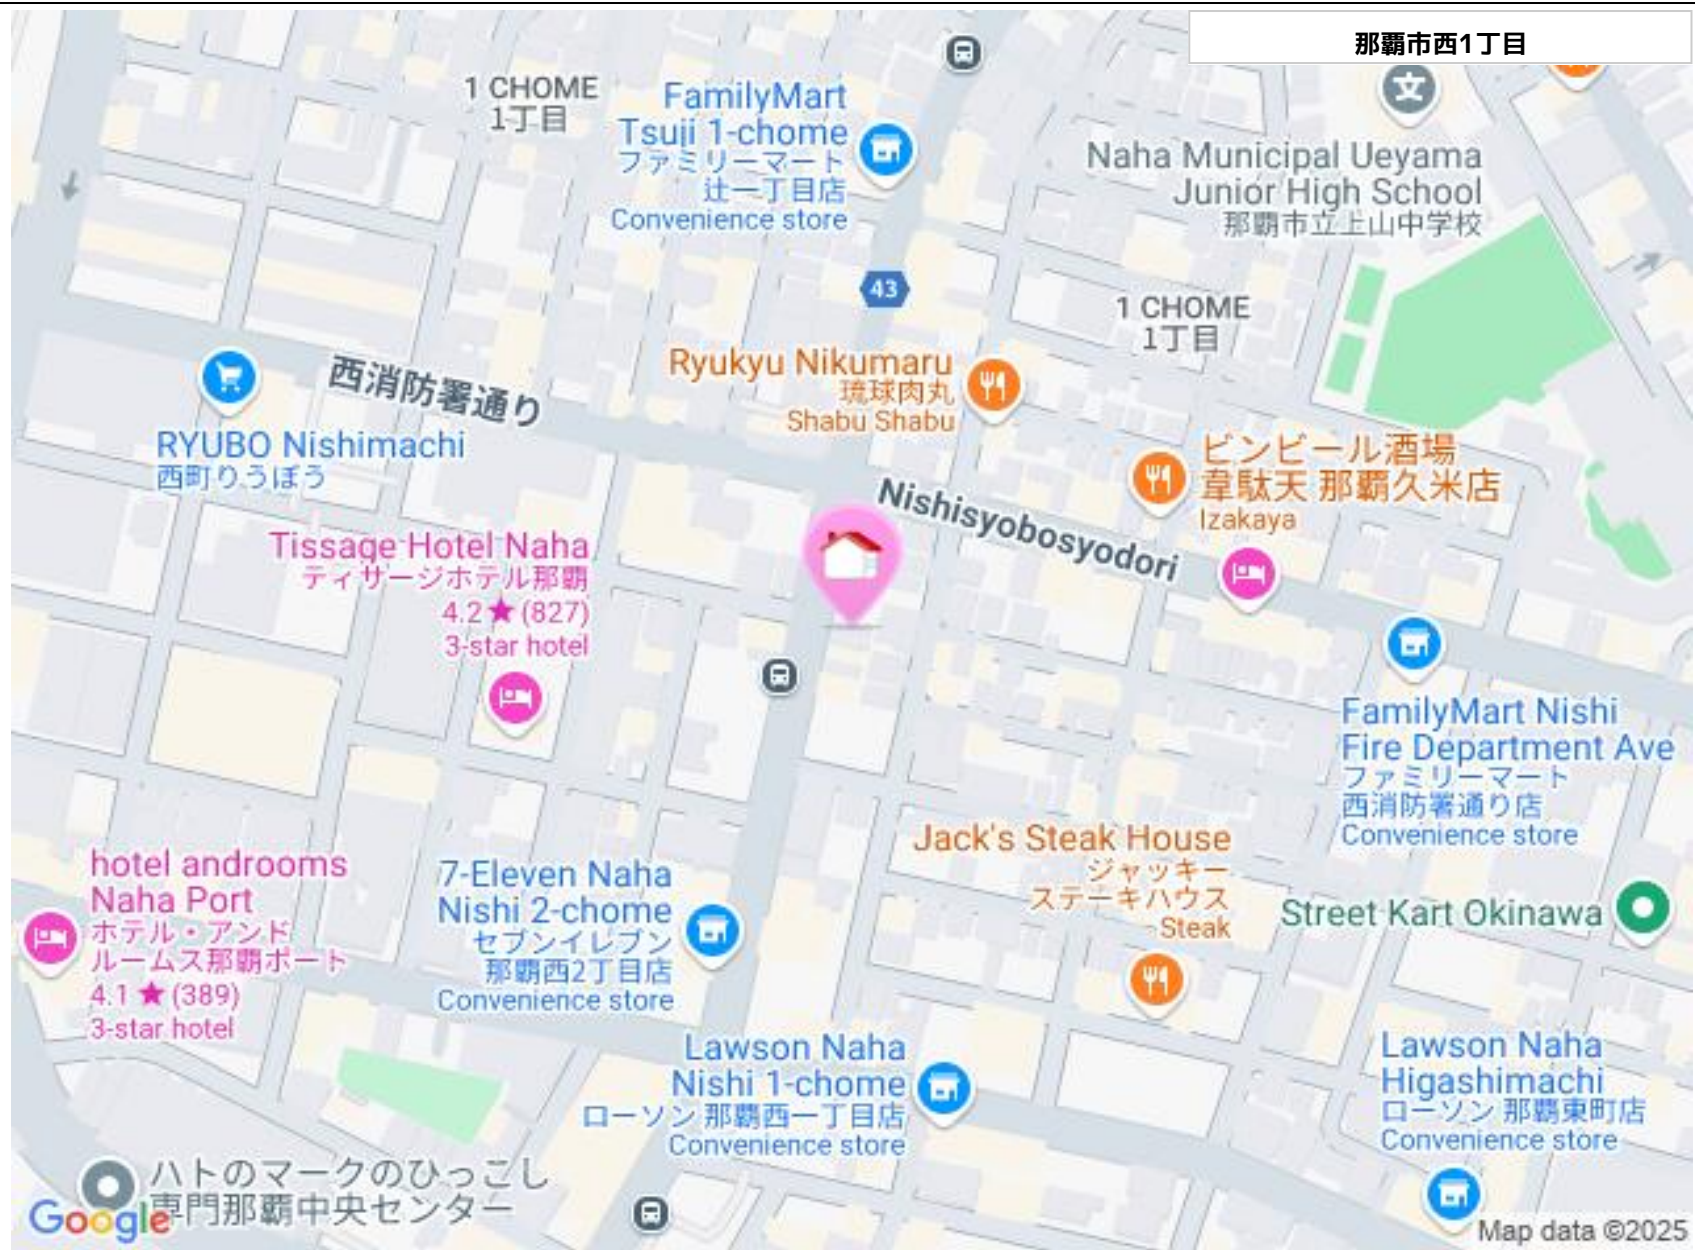 那覇市西1丁目
1 CHOME
1丁目
FamilyMart
Tsuji 1-chome
ファミリーマート
辻一丁目店
Convenience store
文
Naha Municipal Ueyama
Junior High School
那覇市立上山中学校
43
1 CHOME
1丁目
西消防署通り
Ryukyu Nikumaru
琉球肉丸
Shabu Shabu
RYUBO Nishimachi
西町りうぼう
ビンビール酒場
韋駄天 那覇久米店
Izakaya
Nishisyobosyodori
Tissage Hotel Naha
ティサージホテル那覇
4.2★(827)
3-star hotel
FamilyMart Nishi
Fire Department Ave
ファミリーマート
西消防署通り店
Convenience store
Jack's Steak House
ジャッキー
ステーキハウス
Steak
hotel androoms
Naha Port
ホテル・アンド
ルームス那覇ポート
4.1 ★ (389)
3-star hotel
7-Eleven Naha
Nishi 2-chome
セブンイレブン
那覇西2丁目店
Convenience store
Street Kart Okinawa
Lawson Naha
Nishi 1-chome
ローソン 那覇西一丁目店
Convenience store
Lawson Naha
Higashimachi
ローソン 那覇東町店
Convenience store
ハトのマークのひっこし
専門那覇中央センター
Google
Map data ©2025